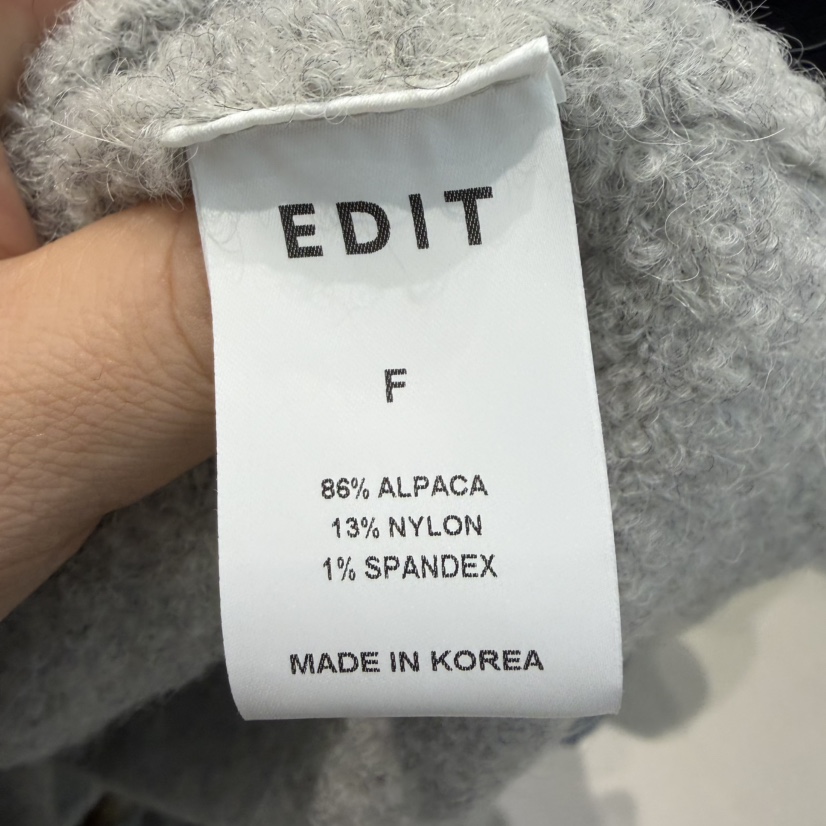 EDIT
F
86% ALPACA
13% NYLON
1% SPANDEX
MADE IN KOREA